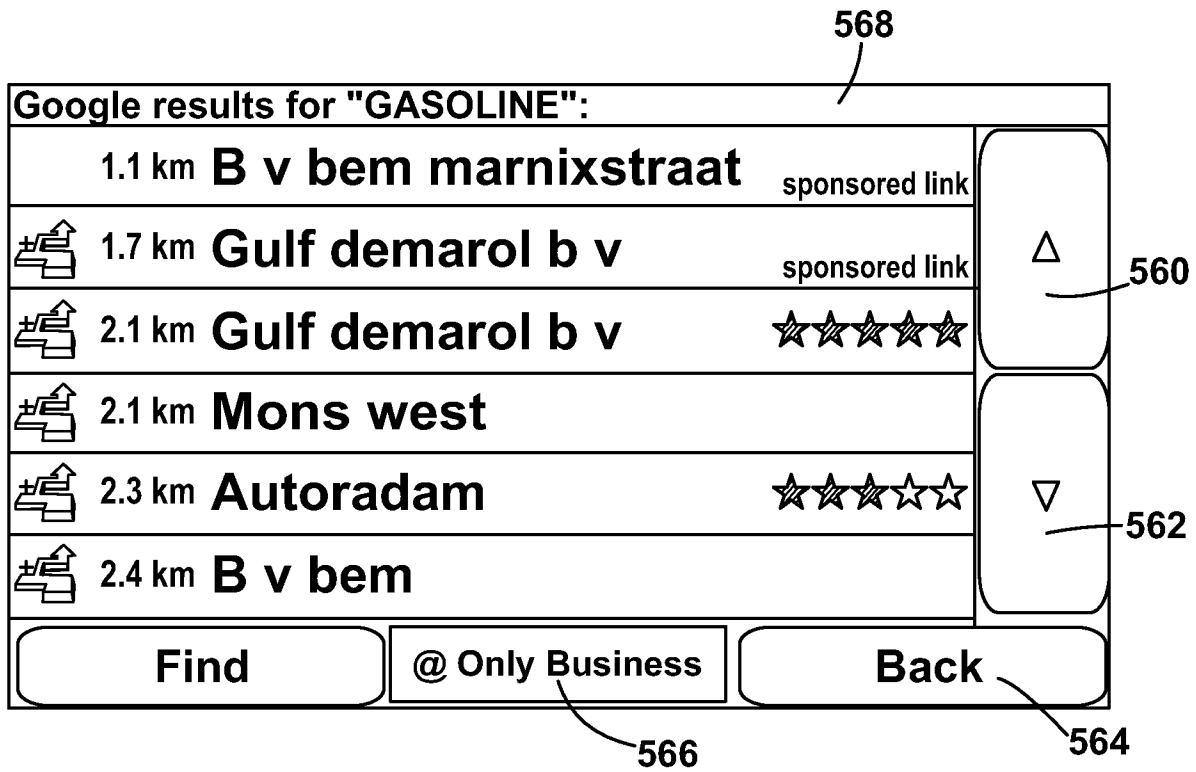 568
Google results for "GASOLINE":
1.1 km B v bem marnixstraat sponsored link
1.7 km Gulf demarol b v sponsored link
560
2.1 km Gulf demarol b v
2.1 km Mons west
2.3 km Autoradam
562
2.4 km B v bem
Find @ Only Business Back
564
566